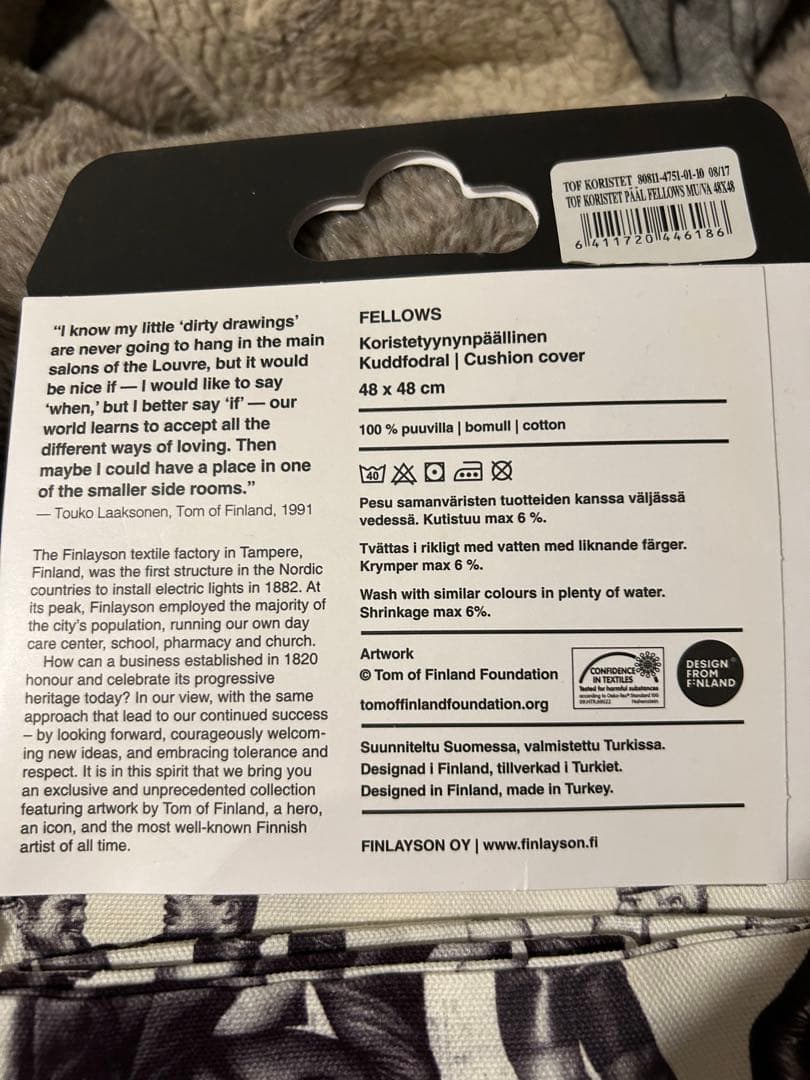 TOF KORISTET 80811-4751-01-10 08/17
TOF KORISTET PÄÄL FELLOWS MU/VA 48X48
6 411720 446186
“I know my little ‘dirty drawings’
are never going to hang in the main
salons of the Louvre, but it would
be nice if — I would like to say
‘when,’ but I better say ‘if’ — our
world learns to accept all the
different ways of loving. Then
maybe I could have a place in one
of the smaller side rooms.”
— Touko Laaksonen, Tom of Finland, 1991
The Finlayson textile factory in Tampere,
Finland, was the first structure in the Nordic
countries to install electric lights in 1882. At
its peak, Finlayson employed the majority of
the city’s population, running our own day
care center, school, pharmacy and church.
How can a business established in 1820
honour and celebrate its progressive
heritage today? In our view, with the same
approach that lead to our continued success
– by looking forward, courageously welcom-
ing new ideas, and embracing tolerance and
respect. It is in this spirit that we bring you
an exclusive and unprecedented collection
featuring artwork by Tom of Finland, a hero,
an icon, and the most well-known Finnish
artist of all time.
FELLOWS
Koristetyynynpäällinen
Kuddfodral | Cushion cover
48 x 48 cm
100 % puuvilla | bomull | cotton
40
Pesu samanväristen tuotteiden kanssa väljässä
vedessä. Kutistuu max 6 %.
Tvättas i rikligt med vatten med liknande färger.
Krymper max 6 %.
Wash with similar colours in plenty of water.
Shrinkage max 6%.
Artwork
© Tom of Finland Foundation
tomoffinlandfoundation.org
CONFIDENCE
IN TEXTILES
Tested for harmful substances
according to Oeko-Tex® Standard 100
Hohenstein
DESIGN
FROM
FINLAND
Suunniteltu Suomessa, valmistettu Turkissa.
Designad i Finland, tillverkad i Turkiet.
Designed in Finland, made in Turkey.
FINLAYSON OY | www.finlayson.fi